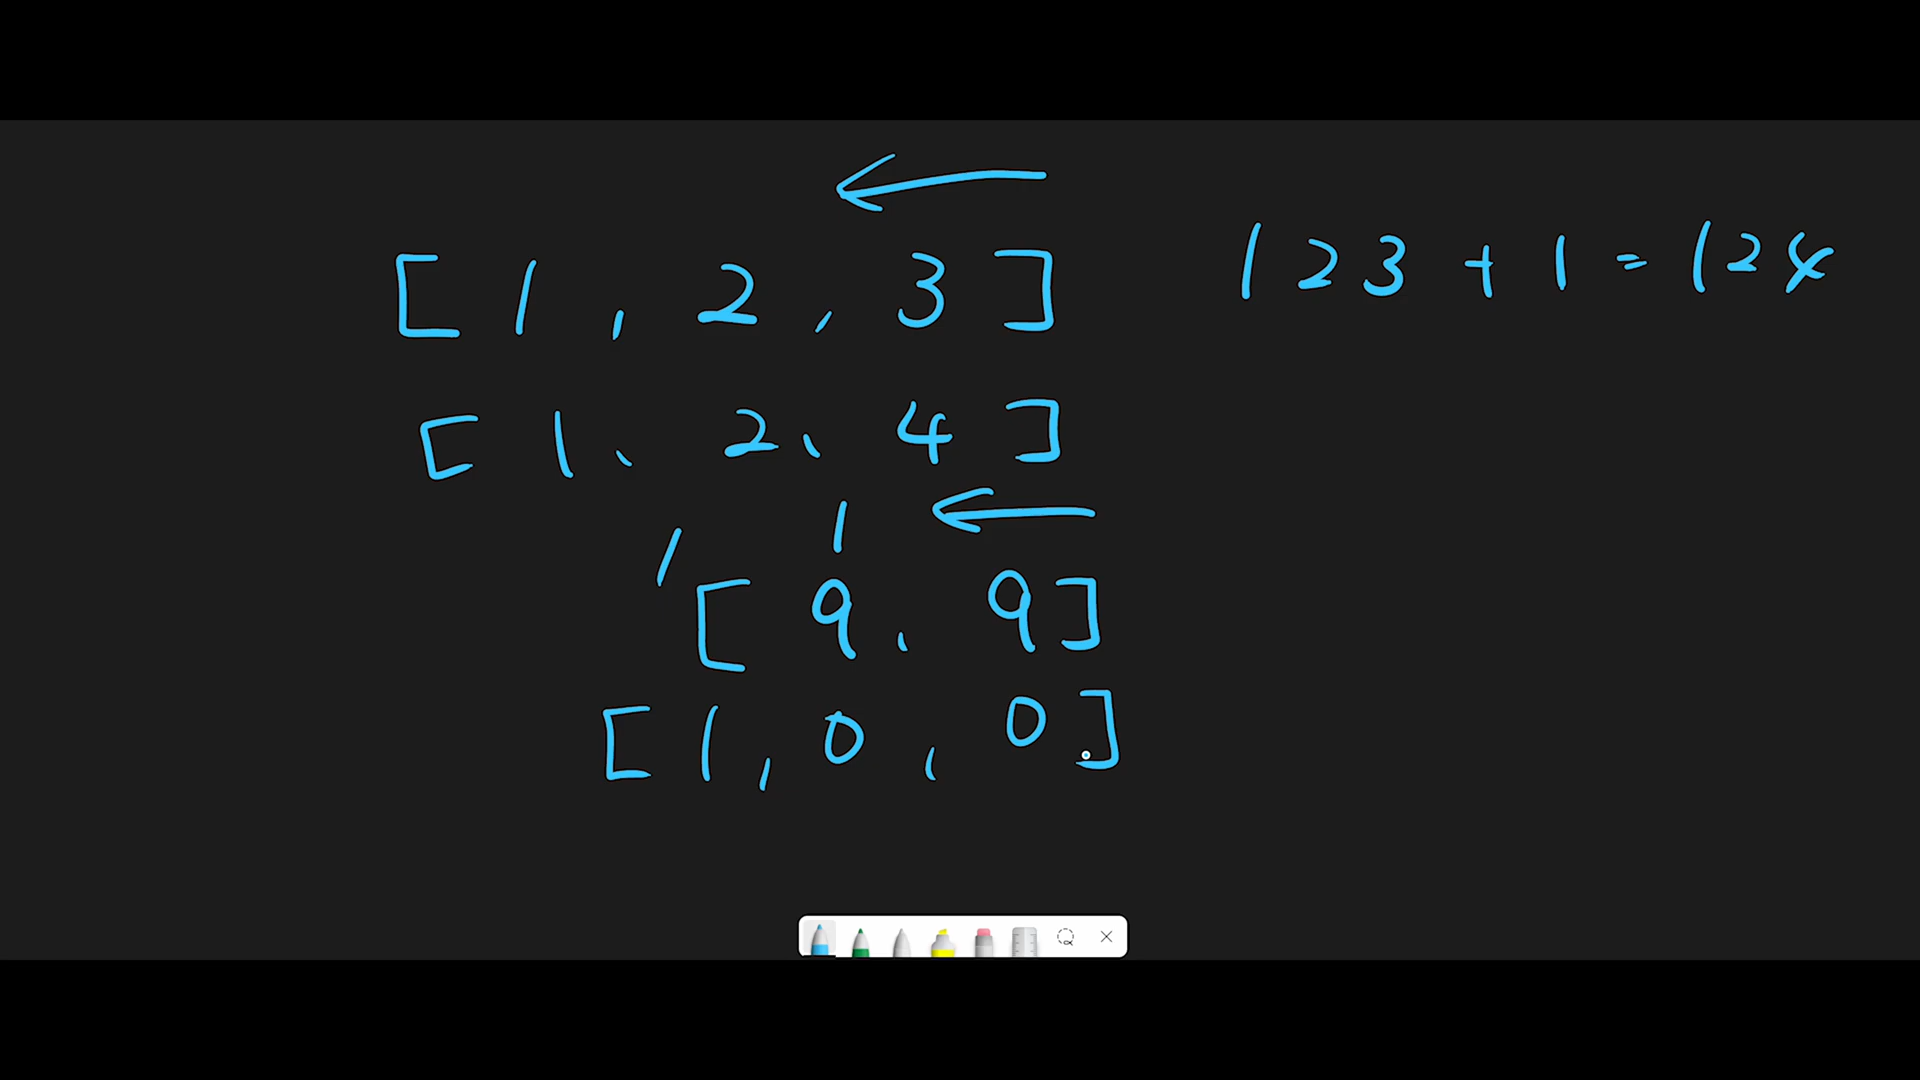 [1, 2, 3]
123 + 1 = 124
[1, 2, 4]
1 1
[9, 9]
[1, 0, 0]